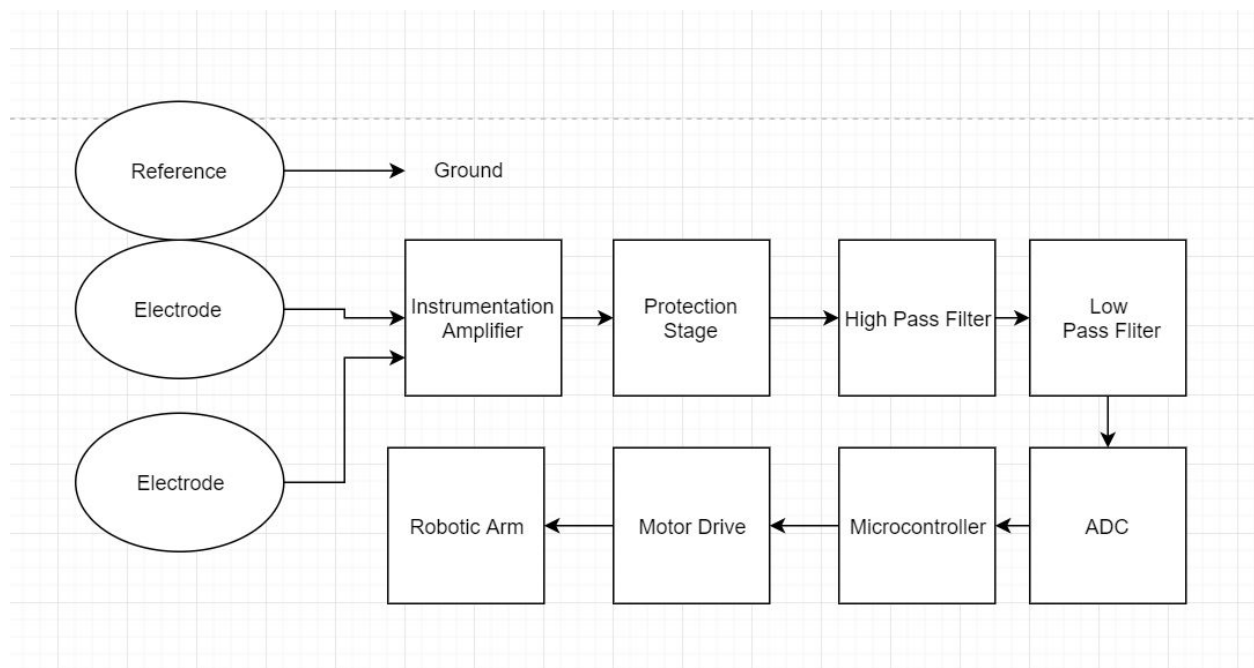 Reference
Ground
Electrode
Instrumentation
Amplifier
Protection
Stage
High Pass Filter
Low
Pass Fliter
Electrode
Robotic Arm
Motor Drive
Microcontroller
ADC